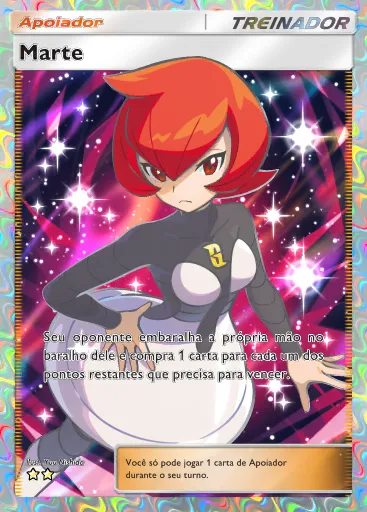 Apoiador
TREINADOR
Marte
Seu oponente embaralha a própria mão no
baralho dele e compra 1 carta para cada um dos
pontos restantes que precisa para vencer.
Você só pode jogar 1 carta de Apoiador
durante o seu turno.